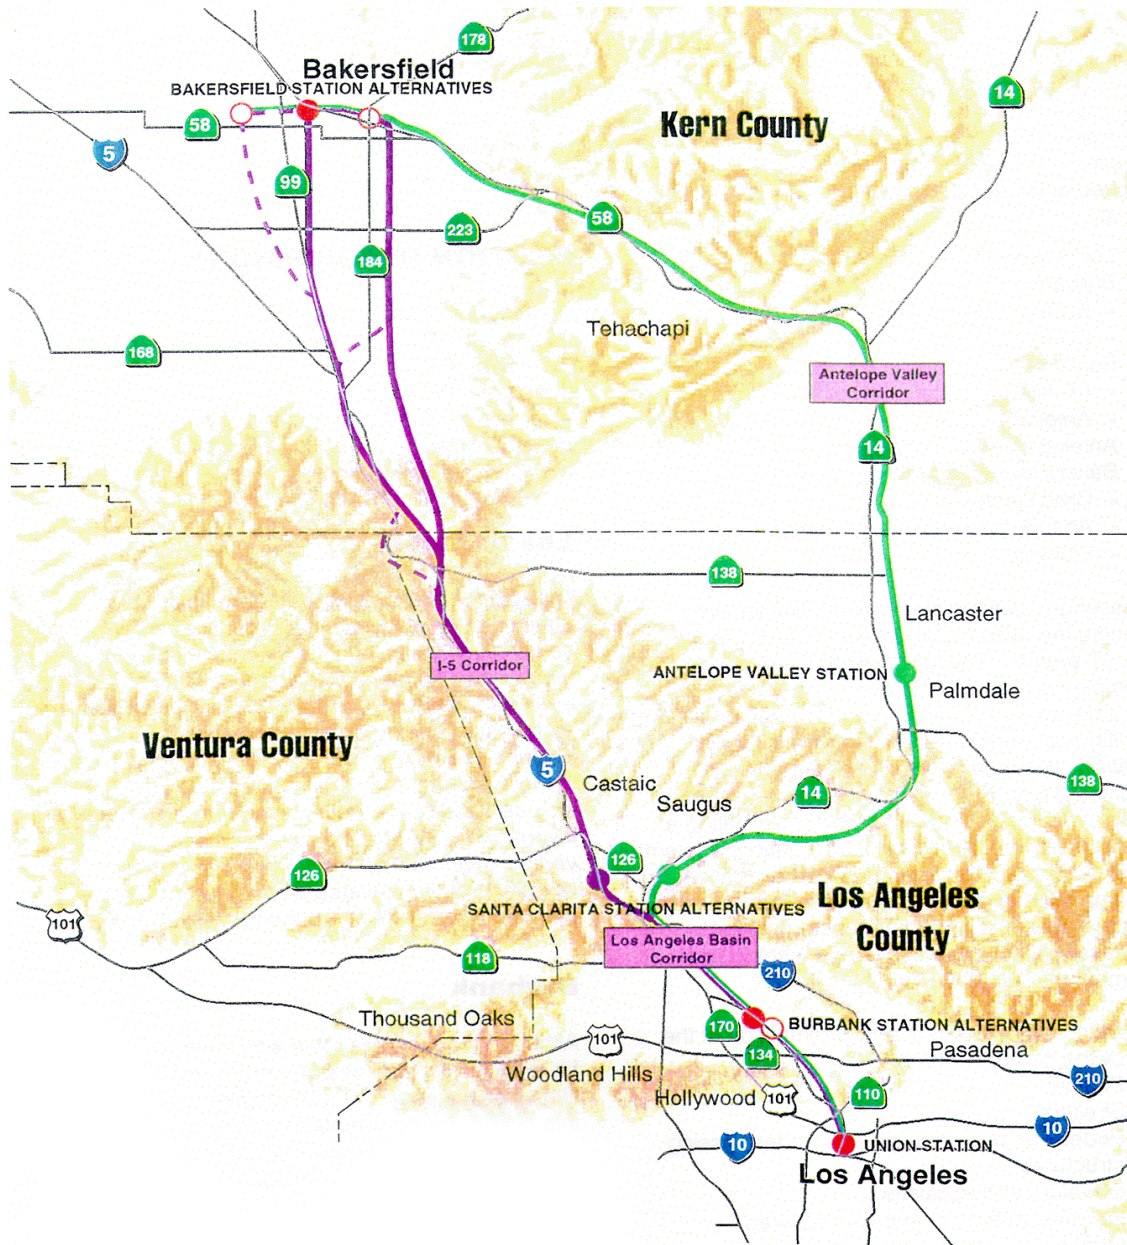 178
Bakersfield
BAKERSFIELD STATION ALTERNATIVES
14
58
Kern County
5
99
58
223
184
Tehachapi
168
Antelope Valley
Corridor
14
138
Lancaster
I-5 Corridor
ANTELOPE VALLEY STATION
Palmdale
Ventura County
5
Castaic
Saugus
14
138
126
126
Los Angeles
County
101
SANTA CLARITA STATION ALTERNATIVES
Los Angeles Basin
Corridor
118
210
Thousand Oaks
170
BURBANK STATION ALTERNATIVES
101
134
Pasadena
Woodland Hills
210
Hollywood
101
110
10
10
UNION STATION
Los Angeles